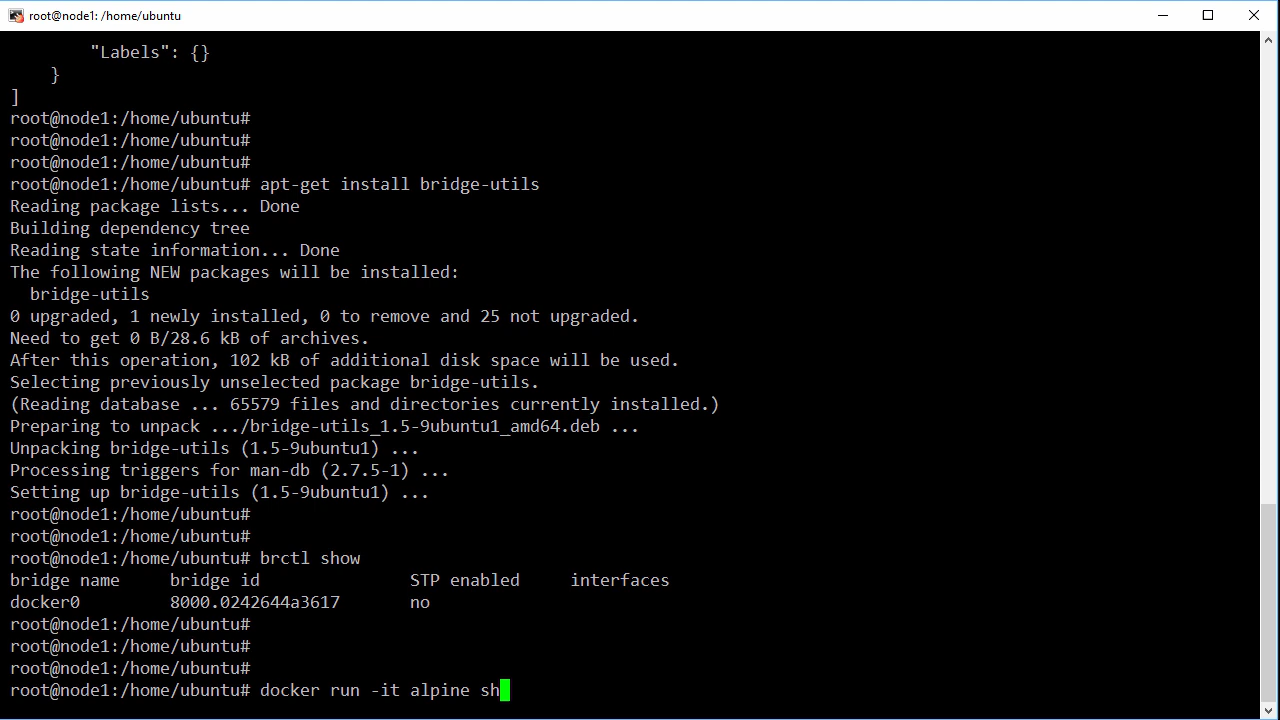 root@node1: /home/ubuntu
        "Labels": {}
    }
]
root@node1:/home/ubuntu#
root@node1:/home/ubuntu#
root@node1:/home/ubuntu#
root@node1:/home/ubuntu# apt-get install bridge-utils
Reading package lists... Done
Building dependency tree
Reading state information... Done
The following NEW packages will be installed:
  bridge-utils
0 upgraded, 1 newly installed, 0 to remove and 25 not upgraded.
Need to get 0 B/28.6 kB of archives.
After this operation, 102 kB of additional disk space will be used.
Selecting previously unselected package bridge-utils.
(Reading database ... 65579 files and directories currently installed.)
Preparing to unpack .../bridge-utils_1.5-9ubuntu1_amd64.deb ...
Unpacking bridge-utils (1.5-9ubuntu1) ...
Processing triggers for man-db (2.7.5-1) ...
Setting up bridge-utils (1.5-9ubuntu1) ...
root@node1:/home/ubuntu#
root@node1:/home/ubuntu#
root@node1:/home/ubuntu# brctl show
bridge name     bridge id               STP enabled     interfaces
docker0         8000.0242644a3617       no
root@node1:/home/ubuntu#
root@node1:/home/ubuntu#
root@node1:/home/ubuntu#
root@node1:/home/ubuntu# docker run -it alpine sh